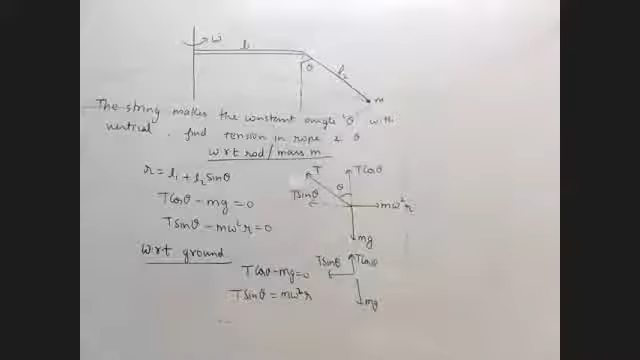 ω
l₁
θ
l₂
m
The string makes the constant angle 'θ' with
vertical. find tension in rope & θ
wrt rod/mass m
r = l₁ + l₂ sinθ
Tcosθ - mg = 0
Tsinθ - mω²r = 0
T
Tcosθ
θ
Tsinθ
mω²r
mg
wrt ground
Tcosθ - mg = 0
Tsinθ = mω²r
Tsinθ
Tcosθ
mg